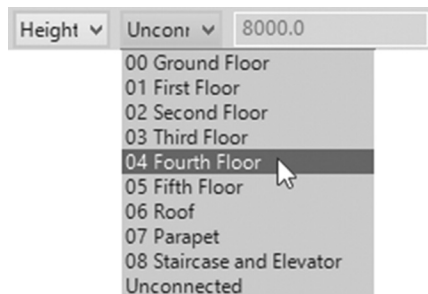 Height Unconr 8000.0
00 Ground Floor
01 First Floor
02 Second Floor
03 Third Floor
04 Fourth Floor
05 Fifth Floor
06 Roof
07 Parapet
08 Staircase and Elevator
Unconnected